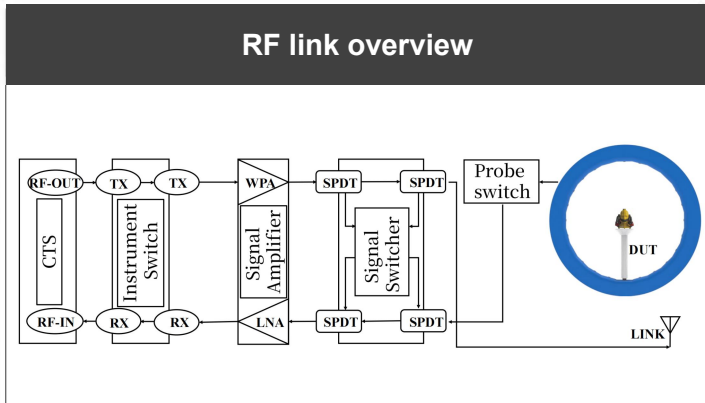 RF link overview
RF-OUT
TX
TX
WPA
SPDT
SPDT
Probe
switch
CTS
Instrument
Switch
Signal
Amplifier
Signal
Switcher
DUT
RF-IN
RX
RX
LNA
SPDT
SPDT
LINK